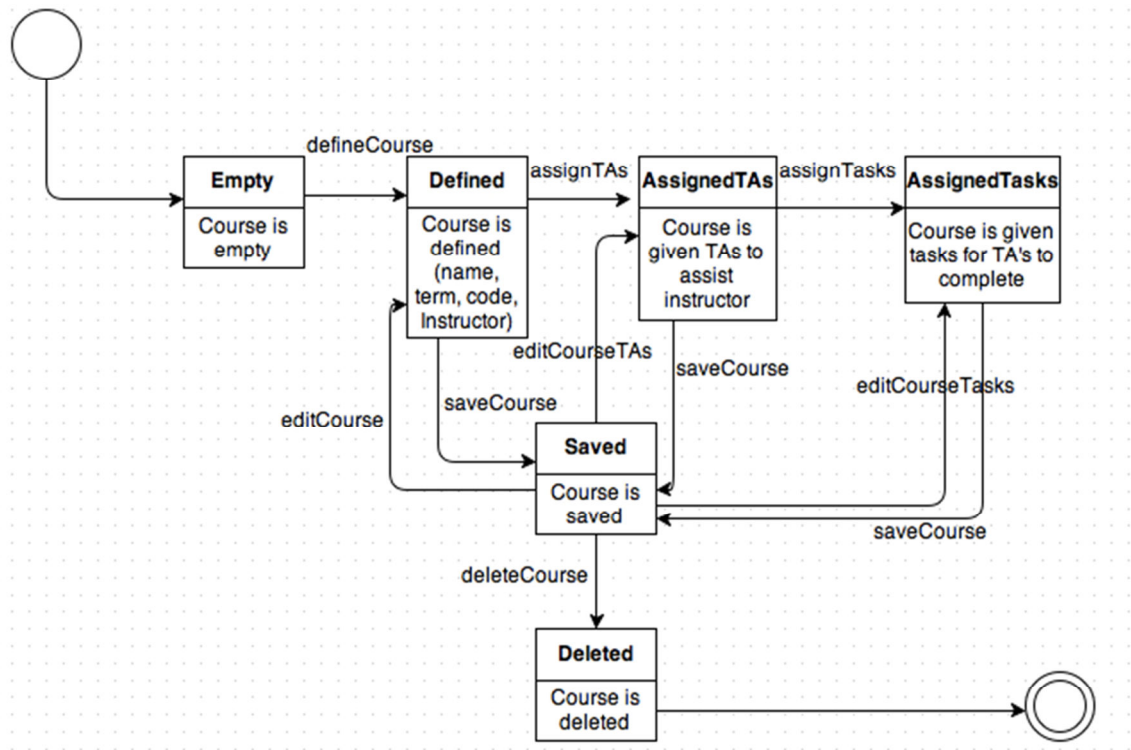 defineCourse
Empty
Course is
empty
Defined
Course is
defined
(name,
term, code,
Instructor)
assignTAs
AssignedTAs
Course is
given TAs to
assist
instructor
assignTasks
AssignedTasks
Course is given
tasks for TA's to
complete
editCourseTAs
saveCourse
editCourseTasks
editCourse
saveCourse
Saved
Course is
saved
saveCourse
deleteCourse
Deleted
Course is
deleted